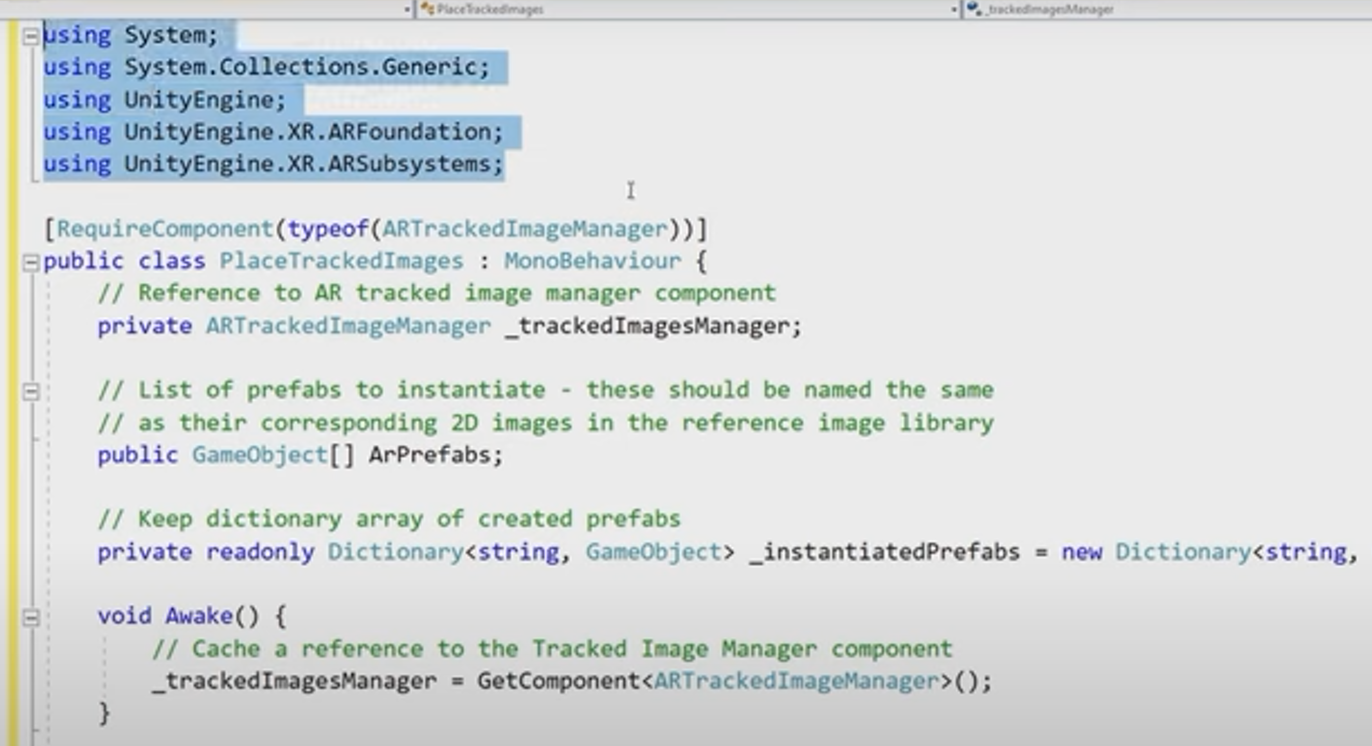 PlaceTrackedImages _trackedImagesManager
using System;
using System.Collections.Generic;
using UnityEngine;
using UnityEngine.XR.ARFoundation;
using UnityEngine.XR.ARSubsystems;
[RequireComponent(typeof(ARTrackedImageManager))]
public class PlaceTrackedImages : MonoBehaviour {
// Reference to AR tracked image manager component
private ARTrackedImageManager _trackedImagesManager;
// List of prefabs to instantiate - these should be named the same
// as their corresponding 2D images in the reference image library
public GameObject[] ArPrefabs;
// Keep dictionary array of created prefabs
private readonly Dictionary<string, GameObject> _instantiatedPrefabs = new Dictionary<string,
void Awake() {
// Cache a reference to the Tracked Image Manager component
_trackedImagesManager = GetComponent<ARTrackedImageManager>();
}